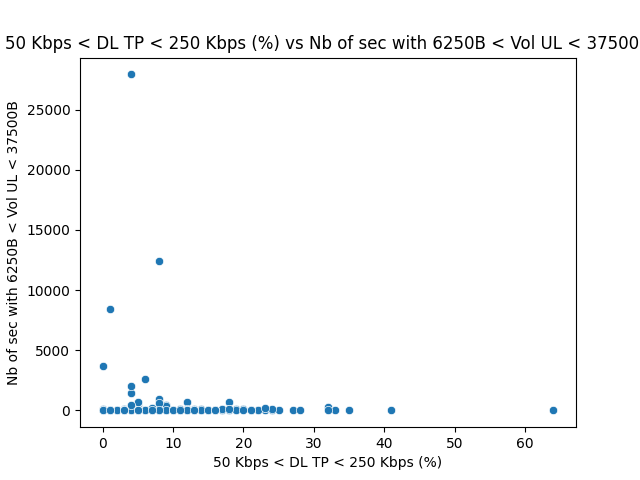 50 Kbps < DL TP < 250 Kbps (%) vs Nb of sec with 6250B < Vol UL < 37500
Nb of sec with 6250B < Vol UL < 37500B
25000
20000
15000
10000
5000
0
0 10 20 30 40 50 60
50 Kbps < DL TP < 250 Kbps (%)